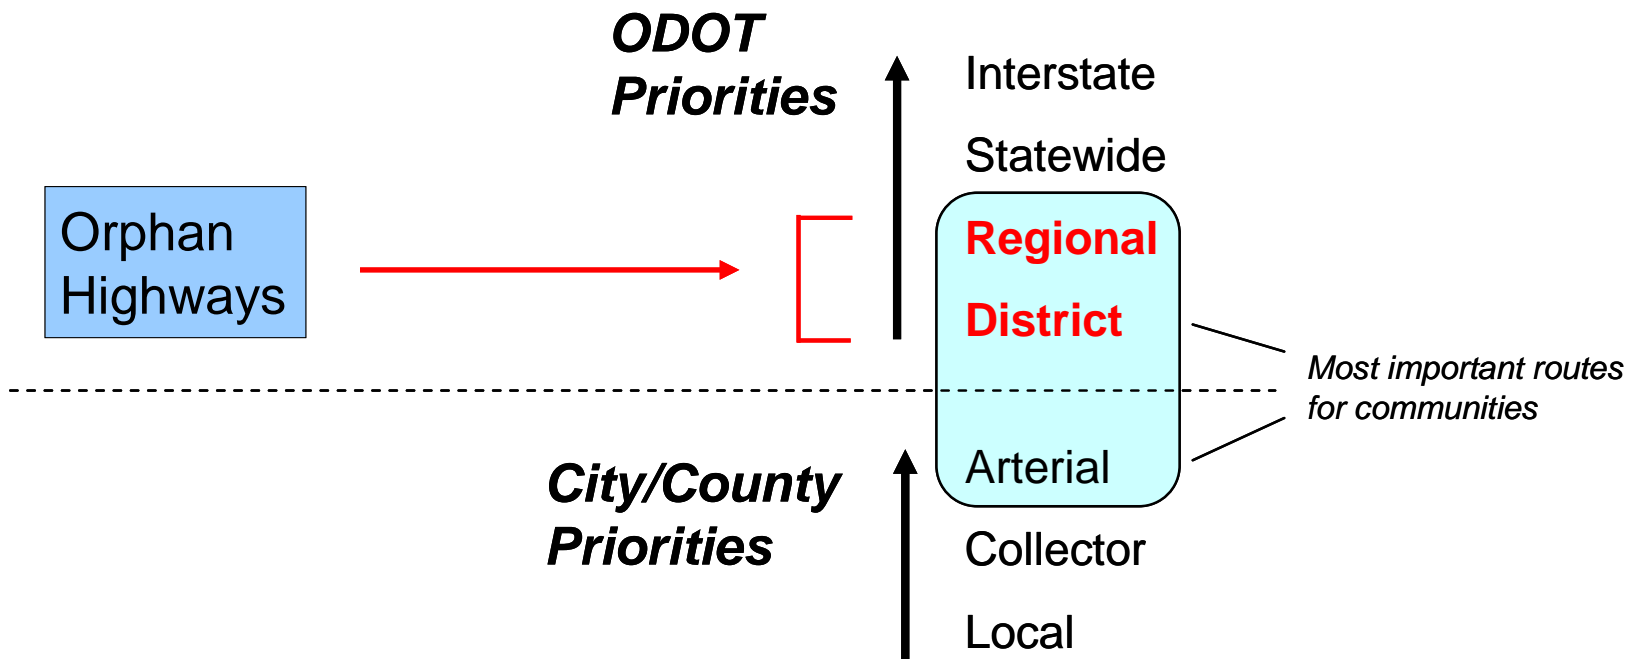 ODOT
Priorities
Interstate
Statewide
Orphan
Highways
Regional
District
Most important routes
for communities
City/County
Priorities
Arterial
Collector
Local